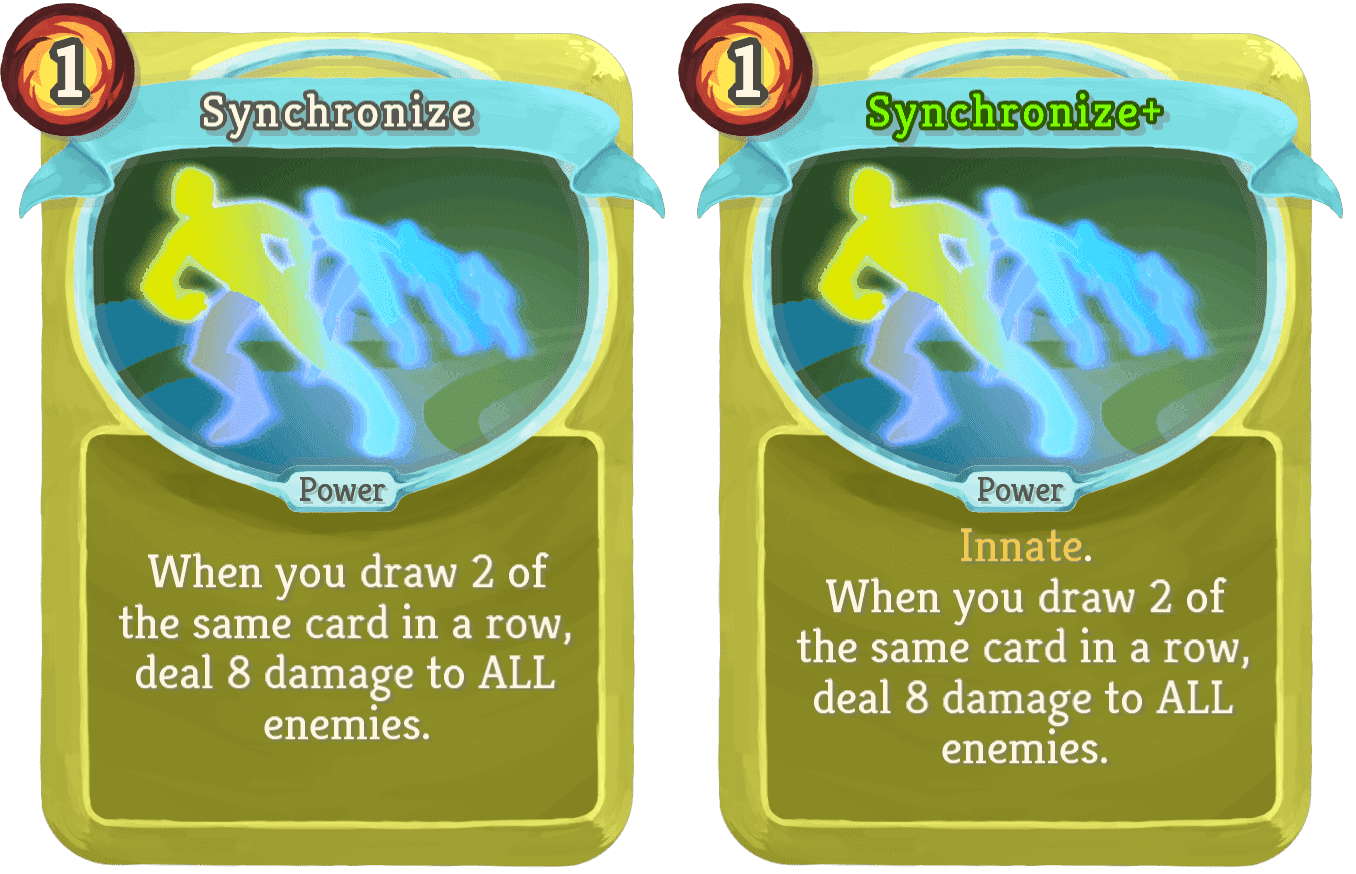 1
Synchronize
Power
When you draw 2 of
the same card in a row,
deal 8 damage to ALL
enemies.
1
Synchronize+
Power
Innate.
When you draw 2 of
the same card in a row,
deal 8 damage to ALL
enemies.